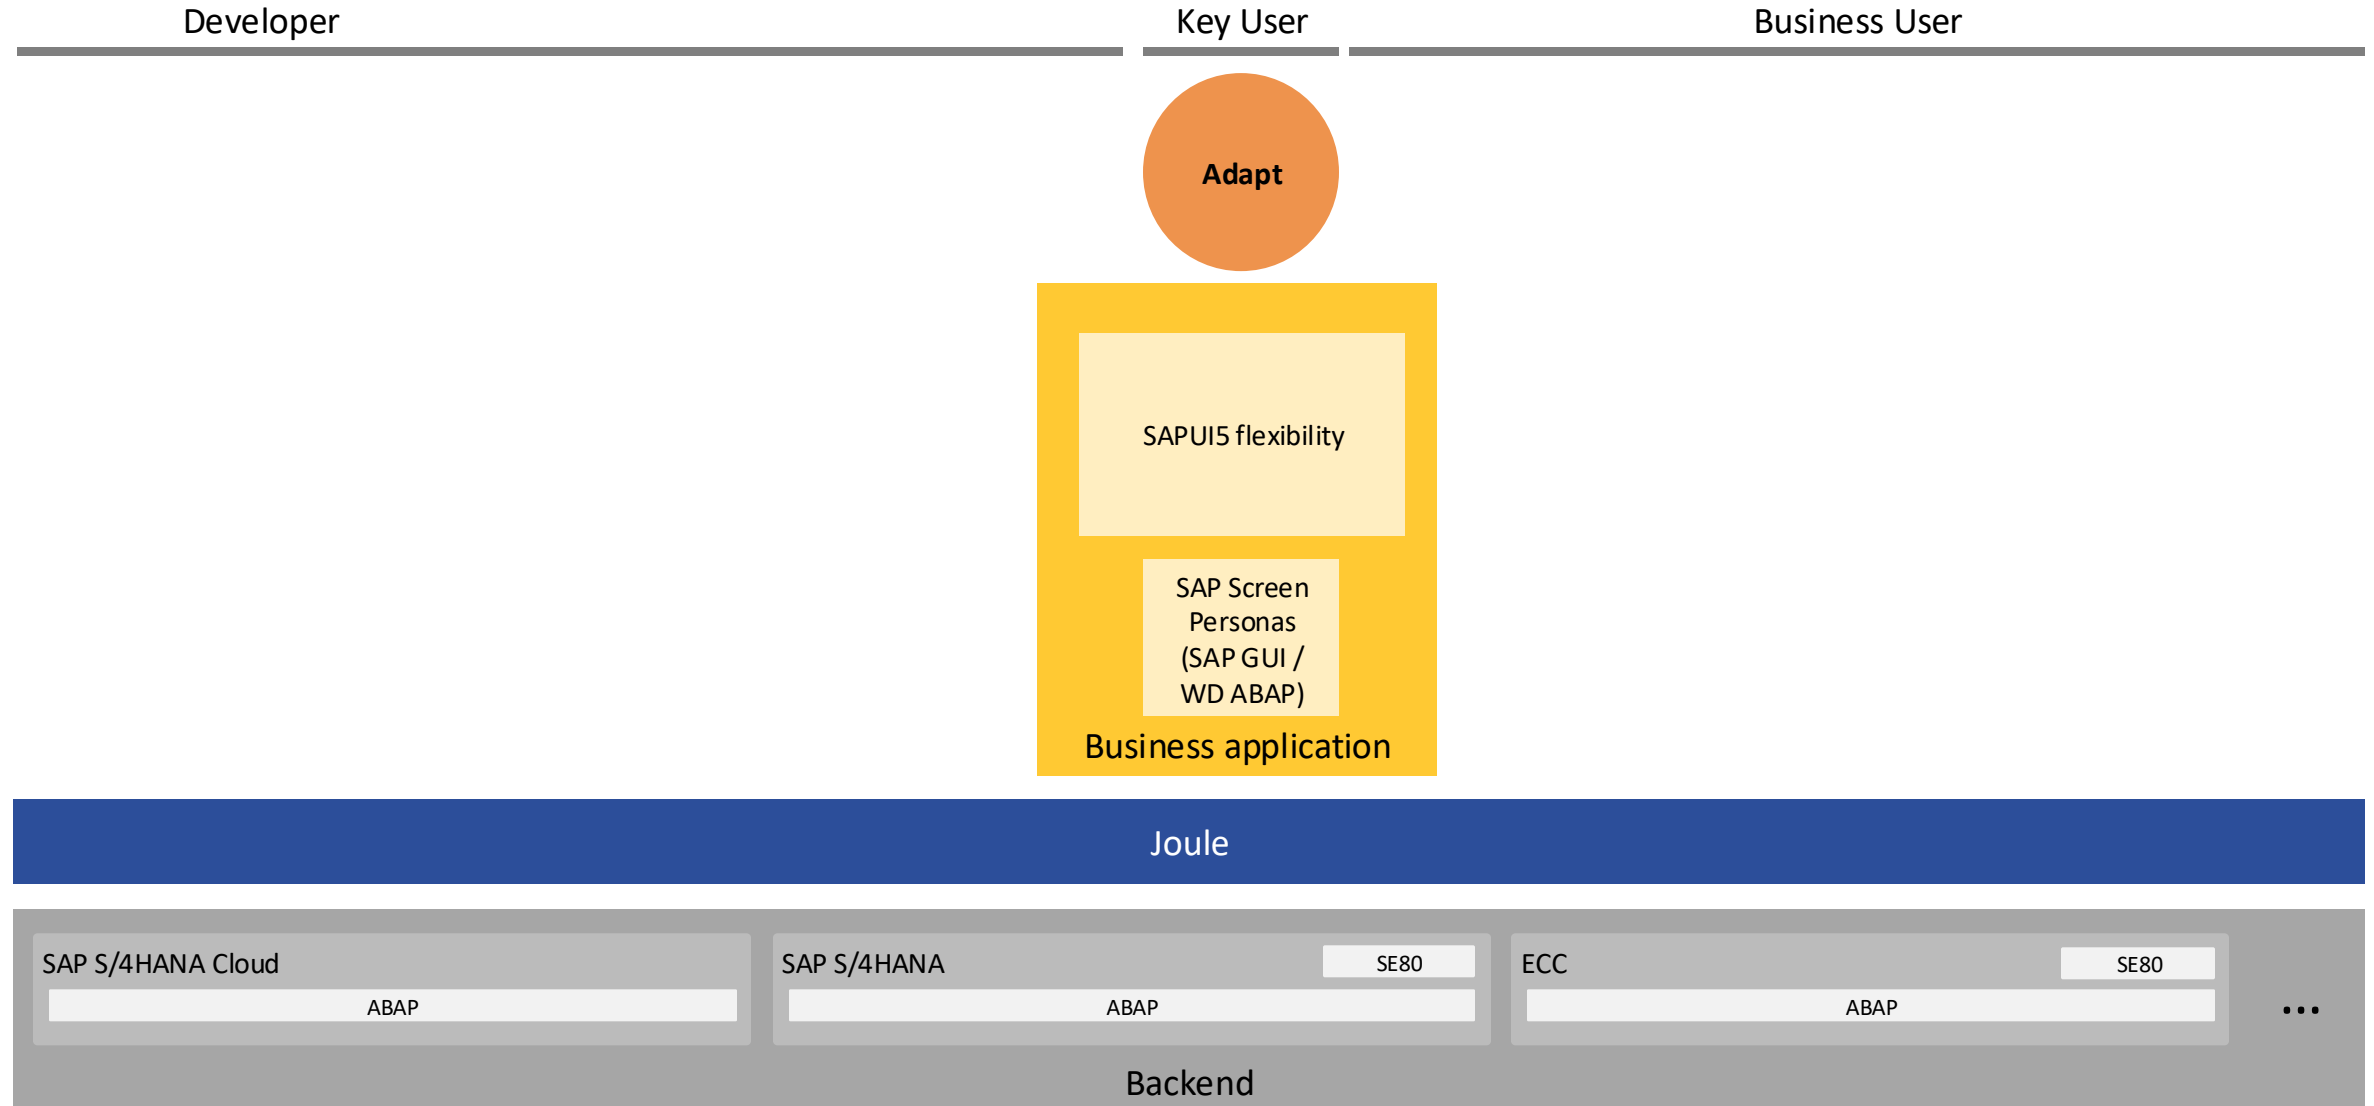 Developer
Key User
Business User
Adapt
SAPUI5 flexibility
SAP Screen
Personas
(SAP GUI /
WD ABAP)
Business application
Joule
SAP S/4HANA Cloud
ABAP
SAP S/4HANA
SE80
ABAP
ECC
SE80
ABAP
...
Backend